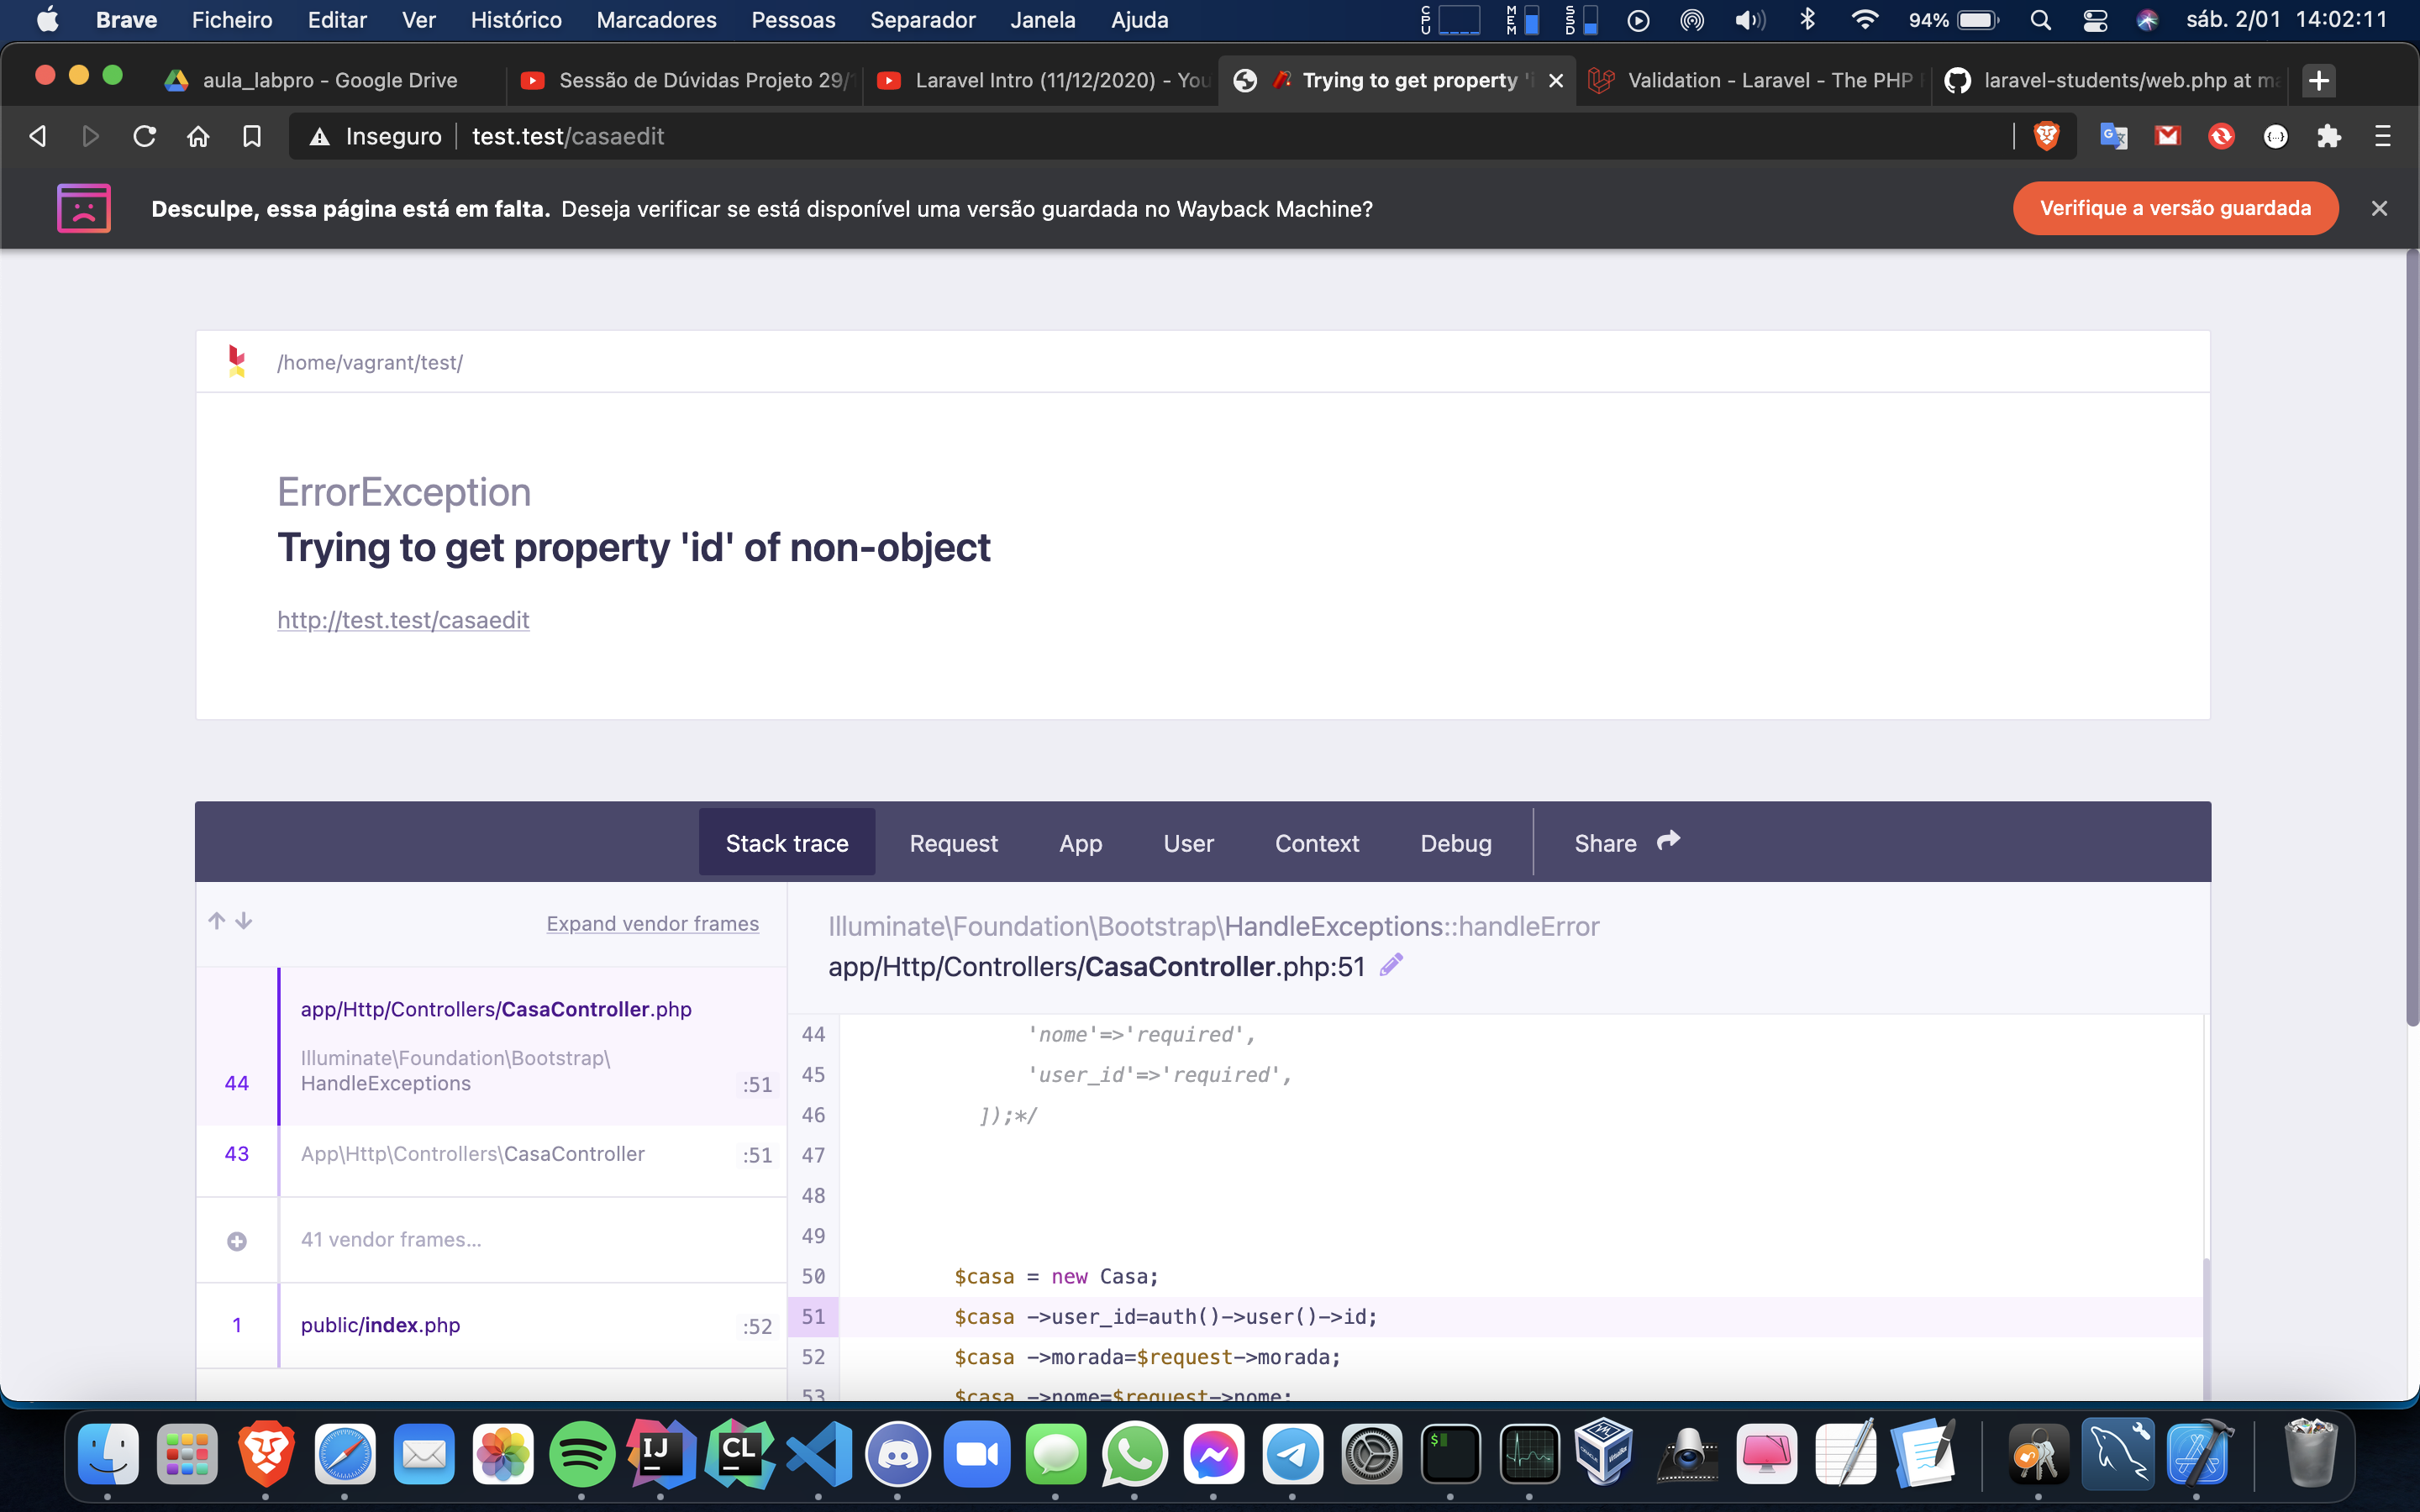 Brave Ficheiro Editar Ver Histórico Marcadores Pessoas Separador Janela Ajuda CPU MEM SSD 94% sáb. 2/01 14:02:11
aula_labpro - Google Drive
Sessão de Dúvidas Projeto 29/
Laravel Intro (11/12/2020) - You
Trying to get property 'i
Validation - Laravel - The PHP
laravel-students/web.php at ma
Inseguro test.test/casaedit
Desculpe, essa página está em falta. Deseja verificar se está disponível uma versão guardada no Wayback Machine?
Verifique a versão guardada
/home/vagrant/test/
ErrorException
Trying to get property 'id' of non-object
http://test.test/casaedit
Stack trace Request App User Context Debug Share
Expand vendor frames
app/Http/Controllers/CasaController.php
Illuminate\Foundation\Bootstrap\
44 HandleExceptions :51
43 App\Http\Controllers\CasaController :51
41 vendor frames...
1 public/index.php :52
Illuminate\Foundation\Bootstrap\HandleExceptions::handleError
app/Http/Controllers/CasaController.php:51
44 'nome'=>'required',
45 'user_id'=>'required',
46 ]);*/
47
48
49
50 $casa = new Casa;
51 $casa ->user_id=auth()->user()->id;
52 $casa ->morada=$request->morada;
53 $casa ->nome=$request->nome;
IJ
CL
$